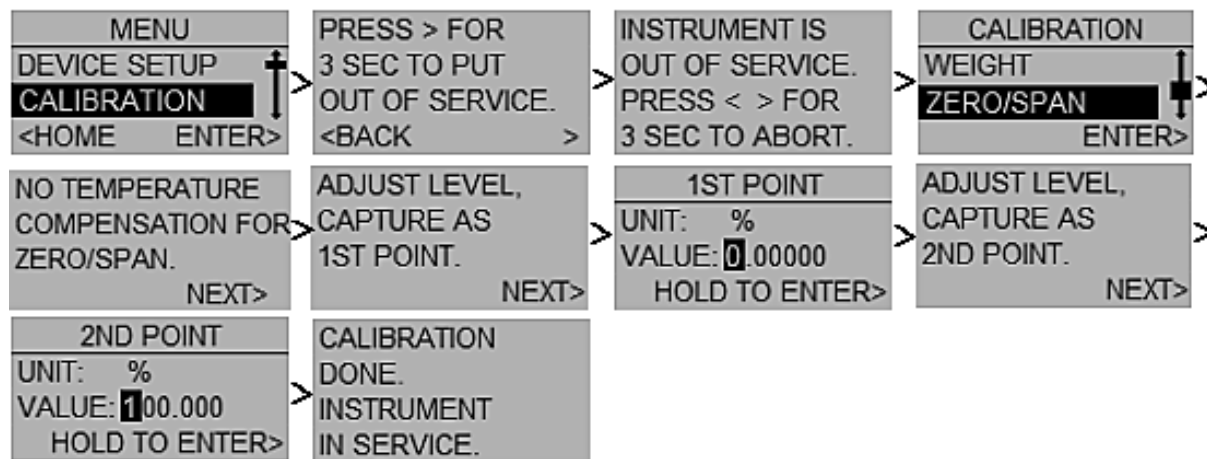 MENU
DEVICE SETUP
CALIBRATION
<HOME ENTER>
>
PRESS > FOR
3 SEC TO PUT
OUT OF SERVICE.
<BACK >
>
INSTRUMENT IS
OUT OF SERVICE.
PRESS < > FOR
3 SEC TO ABORT.
>
CALIBRATION
WEIGHT
ZERO/SPAN
ENTER>
>
NO TEMPERATURE
COMPENSATION FOR
ZERO/SPAN.
NEXT>
>
ADJUST LEVEL,
CAPTURE AS
1ST POINT.
NEXT>
>
1ST POINT
UNIT: %
VALUE: 0.00000
HOLD TO ENTER>
>
ADJUST LEVEL,
CAPTURE AS
2ND POINT.
NEXT>
>
2ND POINT
UNIT: %
VALUE: 100.000
HOLD TO ENTER>
>
CALIBRATION
DONE.
INSTRUMENT
IN SERVICE.